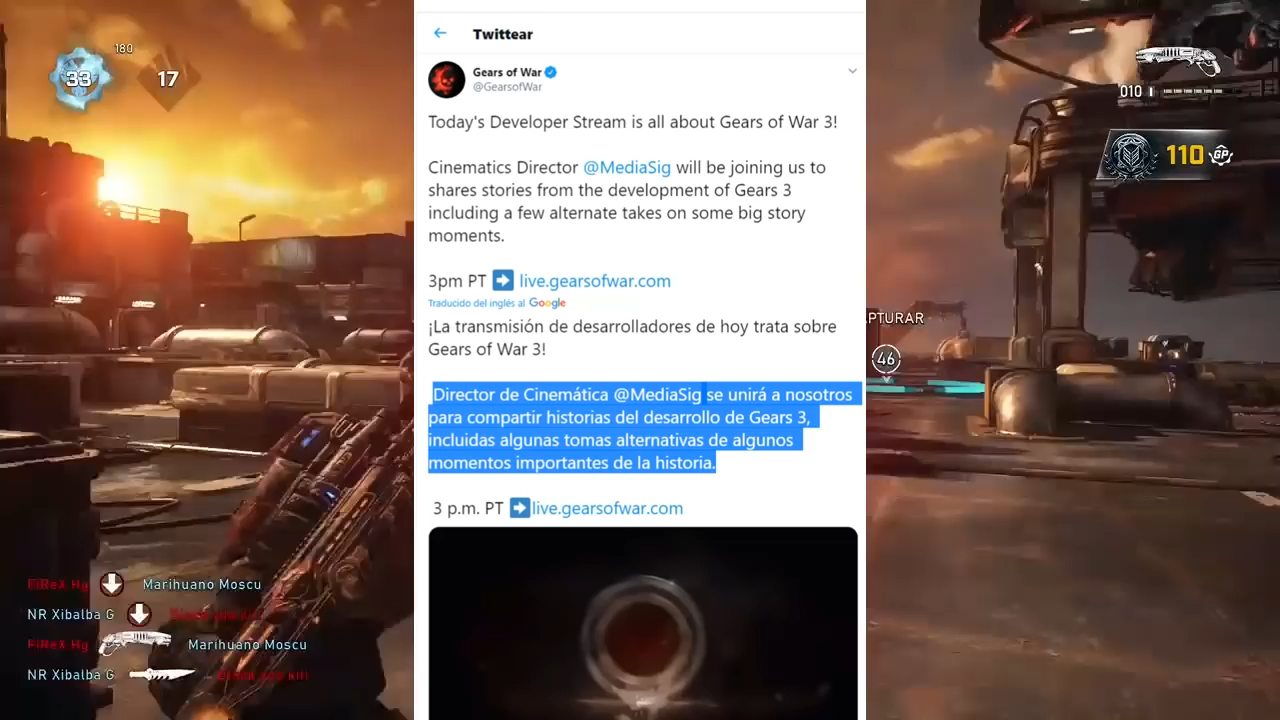 180
33
17
Twittear
Gears of War
@GearsofWar
Today's Developer Stream is all about Gears of War 3!
Cinematics Director @MediaSig will be joining us to
shares stories from the development of Gears 3
including a few alternate takes on some big story
moments.
3pm PT ➡ live.gearsofwar.com
Traducido del inglés al Google
¡La transmisión de desarrolladores de hoy trata sobre
Gears of War 3!
Director de Cinemática @MediaSig se unirá a nosotros
para compartir historias del desarrollo de Gears 3,
incluidas algunas tomas alternativas de algunos
momentos importantes de la historia.
3 p.m. PT ➡live.gearsofwar.com
010
110 GP
PTURAR
46
FiReX Hg Marihuano Moscu
NR Xibalba G
FiReX Hg Marihuano Moscu
NR Xibalba G